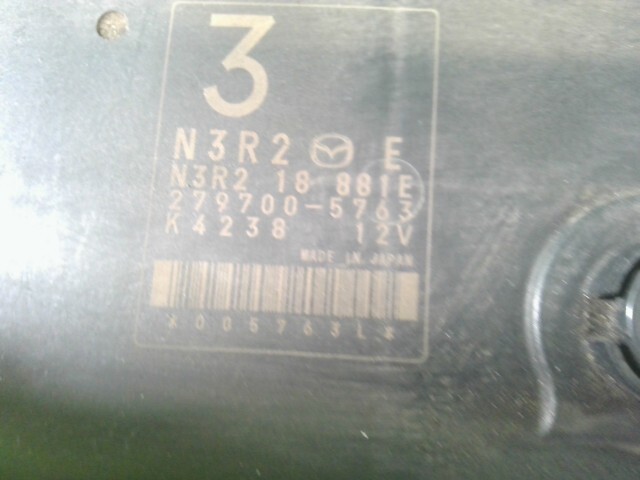 3
N3R2 E
N3R2 18 881E
279700-5763
K4238 12V
MADE IN JAPAN
*005763L*